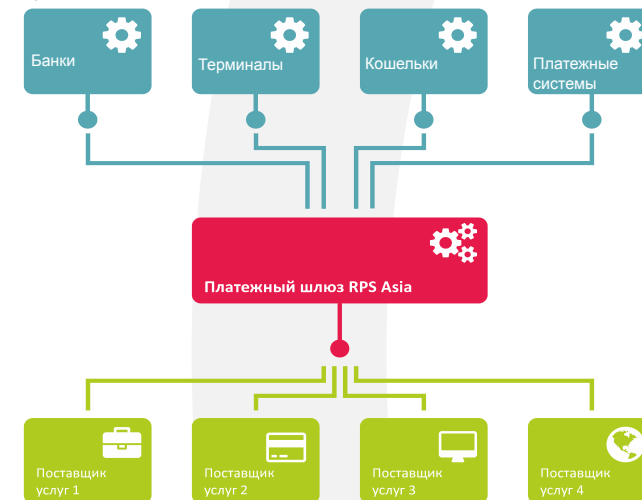 Банки
Терминалы
Кошельки
Платежные
системы
Платежный шлюз RPS Asia
Поставщик
услуг 1
Поставщик
услуг 2
Поставщик
услуг 3
Поставщик
услуг 4